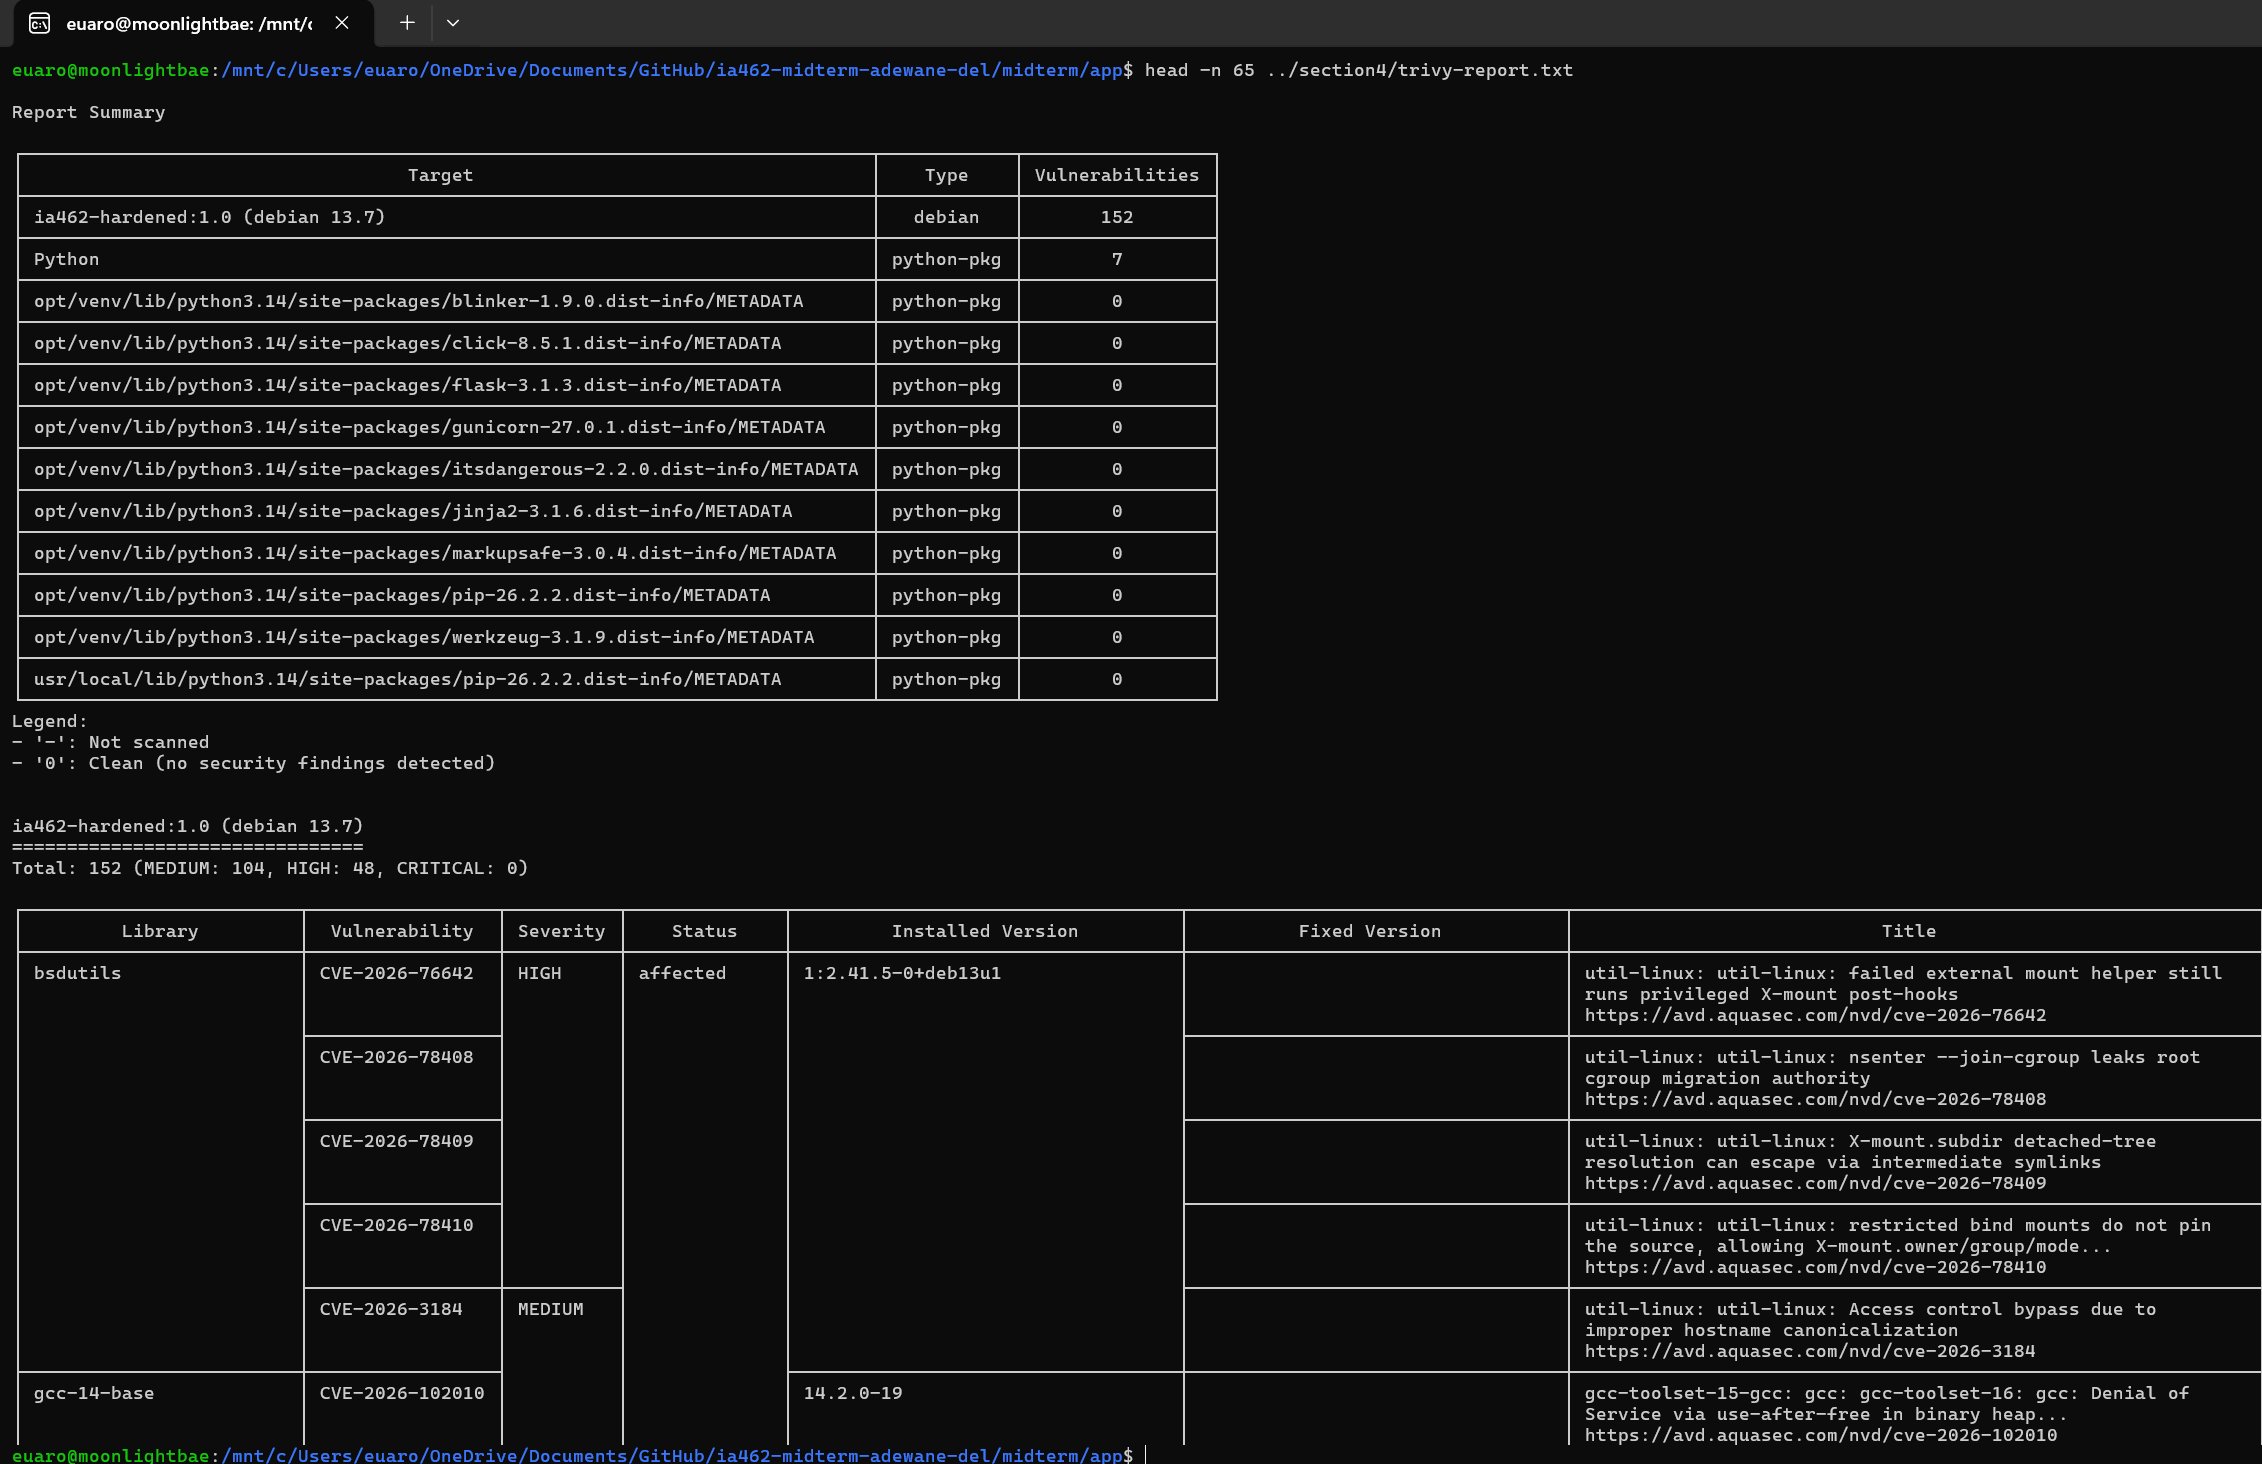 euaro@moonlightbae: /mnt/c
euaro@moonlightbae:/mnt/c/Users/euaro/OneDrive/Documents/GitHub/ia462-midterm-adewane-del/midterm/app$ head -n 65 ../section4/trivy-report.txt
Report Summary
Target Type Vulnerabilities
ia462-hardened:1.0 (debian 13.7) debian 152
Python python-pkg 7
opt/venv/lib/python3.14/site-packages/blinker-1.9.0.dist-info/METADATA python-pkg 0
opt/venv/lib/python3.14/site-packages/click-8.5.1.dist-info/METADATA python-pkg 0
opt/venv/lib/python3.14/site-packages/flask-3.1.3.dist-info/METADATA python-pkg 0
opt/venv/lib/python3.14/site-packages/gunicorn-27.0.1.dist-info/METADATA python-pkg 0
opt/venv/lib/python3.14/site-packages/itsdangerous-2.2.0.dist-info/METADATA python-pkg 0
opt/venv/lib/python3.14/site-packages/jinja2-3.1.6.dist-info/METADATA python-pkg 0
opt/venv/lib/python3.14/site-packages/markupsafe-3.0.4.dist-info/METADATA python-pkg 0
opt/venv/lib/python3.14/site-packages/pip-26.2.2.dist-info/METADATA python-pkg 0
opt/venv/lib/python3.14/site-packages/werkzeug-3.1.9.dist-info/METADATA python-pkg 0
usr/local/lib/python3.14/site-packages/pip-26.2.2.dist-info/METADATA python-pkg 0
Legend:
- '-': Not scanned
- '0': Clean (no security findings detected)
ia462-hardened:1.0 (debian 13.7)
================================
Total: 152 (MEDIUM: 104, HIGH: 48, CRITICAL: 0)
Library Vulnerability Severity Status Installed Version Fixed Version Title
bsdutils CVE-2026-76642 HIGH affected 1:2.41.5-0+deb13u1 util-linux: util-linux: failed external mount helper still
runs privileged X-mount post-hooks
https://avd.aquasec.com/nvd/cve-2026-76642
CVE-2026-78408 util-linux: util-linux: nsenter --join-cgroup leaks root
cgroup migration authority
https://avd.aquasec.com/nvd/cve-2026-78408
CVE-2026-78409 util-linux: util-linux: X-mount.subdir detached-tree
resolution can escape via intermediate symlinks
https://avd.aquasec.com/nvd/cve-2026-78409
CVE-2026-78410 util-linux: util-linux: restricted bind mounts do not pin
the source, allowing X-mount.owner/group/mode...
https://avd.aquasec.com/nvd/cve-2026-78410
CVE-2026-3184 MEDIUM util-linux: util-linux: Access control bypass due to
improper hostname canonicalization
https://avd.aquasec.com/nvd/cve-2026-3184
gcc-14-base CVE-2026-102010 14.2.0-19 gcc-toolset-15-gcc: gcc: gcc-toolset-16: gcc: Denial of
Service via use-after-free in binary heap...
https://avd.aquasec.com/nvd/cve-2026-102010
euaro@moonlightbae:/mnt/c/Users/euaro/OneDrive/Documents/GitHub/ia462-midterm-adewane-del/midterm/app$